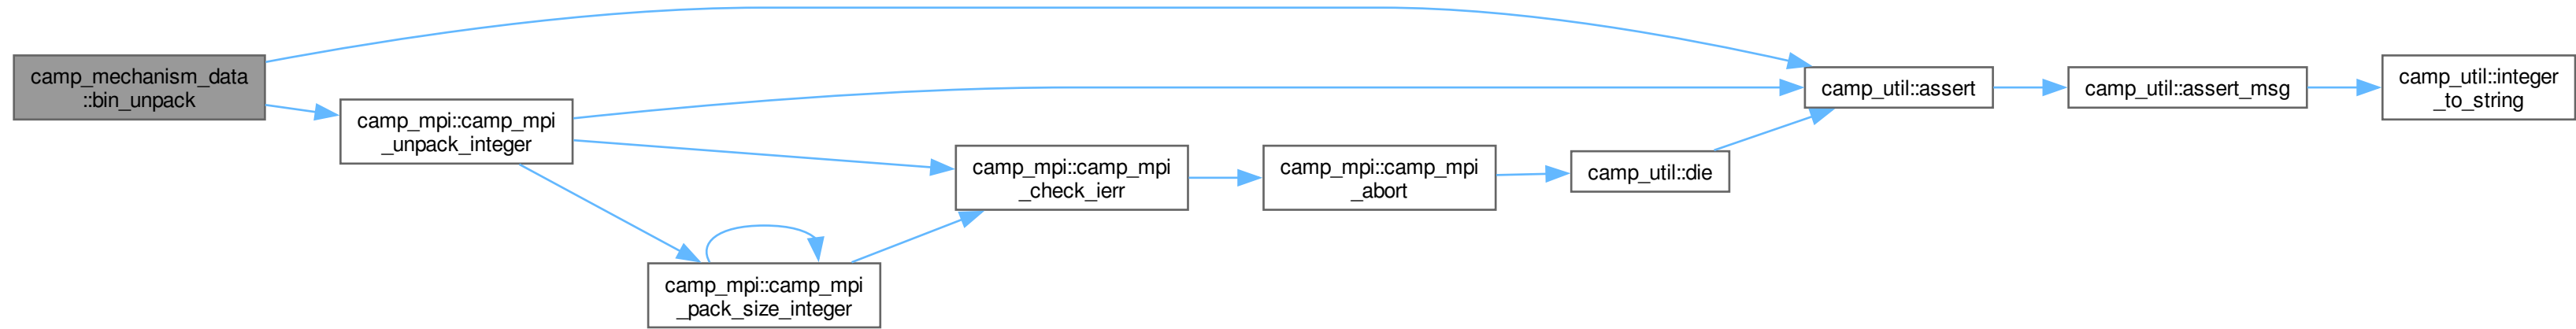 camp_mechanism_data
::bin_unpack
camp_mpi::camp_mpi
_unpack_integer
camp_mpi::camp_mpi
_pack_size_integer
camp_mpi::camp_mpi
_check_ierr
camp_mpi::camp_mpi
_abort
camp_util::die
camp_util::assert
camp_util::assert_msg
camp_util::integer
_to_string